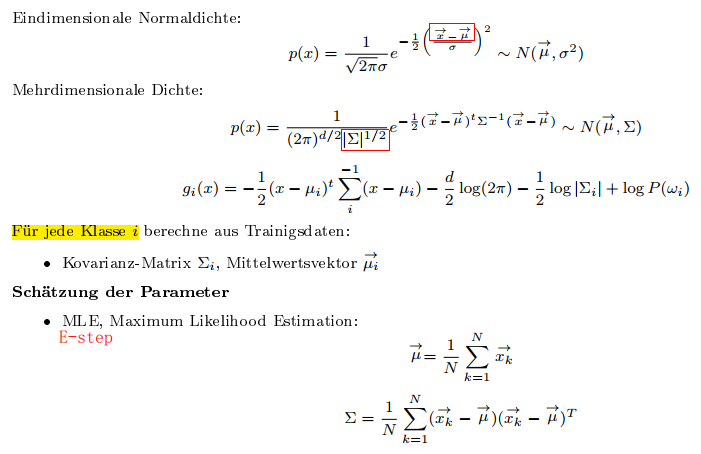 Eindimensionale Normaldichte:
p(x) = \frac{1}{\sqrt{2\pi}\sigma} e^{-\frac{1}{2}\left(\frac{\vec{x}-\vec{\mu}}{\sigma}\right)^2} \sim N(\vec{\mu}, \sigma^2)
Mehrdimensionale Dichte:
p(x) = \frac{1}{(2\pi)^{d/2}|\Sigma|^{1/2}} e^{-\frac{1}{2}(\vec{x}-\vec{\mu})^t \Sigma^{-1}(\vec{x}-\vec{\mu})} \sim N(\vec{\mu}, \Sigma)
g_i(x) = -\frac{1}{2}(x-\mu_i)^t \sum_i^{-1}(x-\mu_i) - \frac{d}{2}\log(2\pi) - \frac{1}{2}\log|\Sigma_i| + \log P(\omega_i)
Für jede Klasse i berechne aus Trainigsdaten:
• Kovarianz-Matrix \Sigma_i, Mittelwertsvektor \vec{\mu_i}
Schätzung der Parameter
• MLE, Maximum Likelihood Estimation:
E-step
\vec{\mu} = \frac{1}{N} \sum_{k=1}^{N} \vec{x_k}
\Sigma = \frac{1}{N} \sum_{k=1}^{N} (\vec{x_k} - \vec{\mu})(\vec{x_k} - \vec{\mu})^T